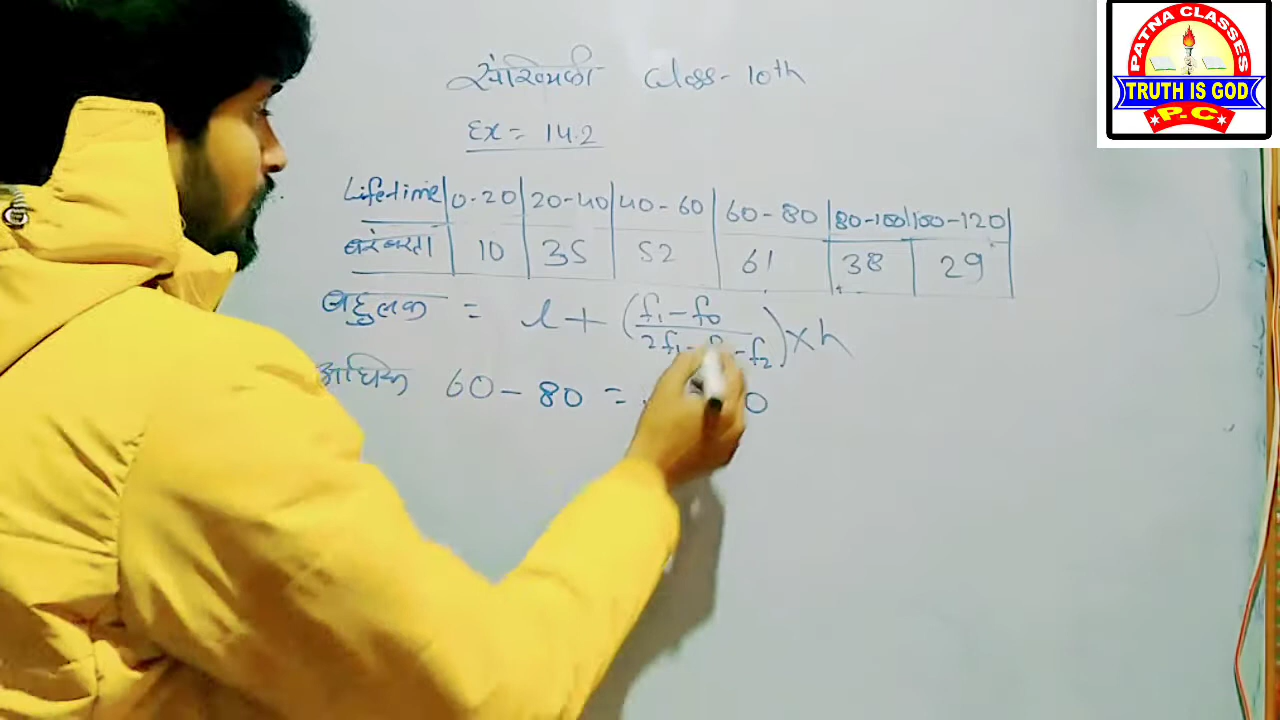 PATNA CLASSES
TRUTH IS GOD
P.C
सांख्यिकी Class- 10th
Ex = 14.2
Lifetime 0-20 20-40 40-60 60-80 80-100 100-120
बारंबारता 10 35 52 61 38 29
बहुलक = l + (f₁-f₀ / 2f₁- -f₂) × h
अधिक 60-80 = 0